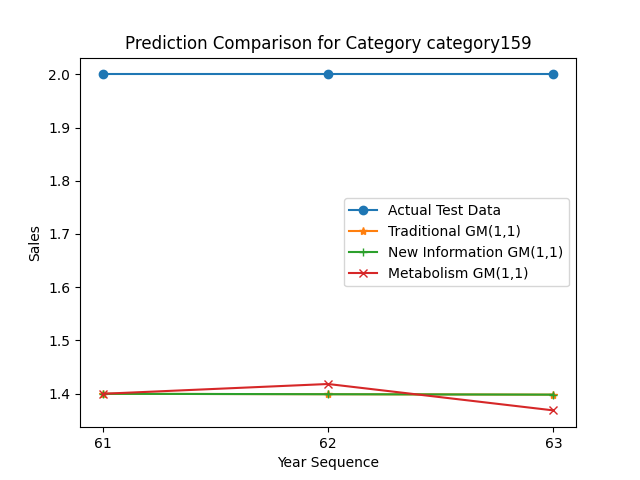 Prediction Comparison for Category category159
2.0
1.9
1.8
1.7
1.6
1.5
1.4
Sales
Actual Test Data
Traditional GM(1,1)
New Information GM(1,1)
Metabolism GM(1,1)
61
62
63
Year Sequence